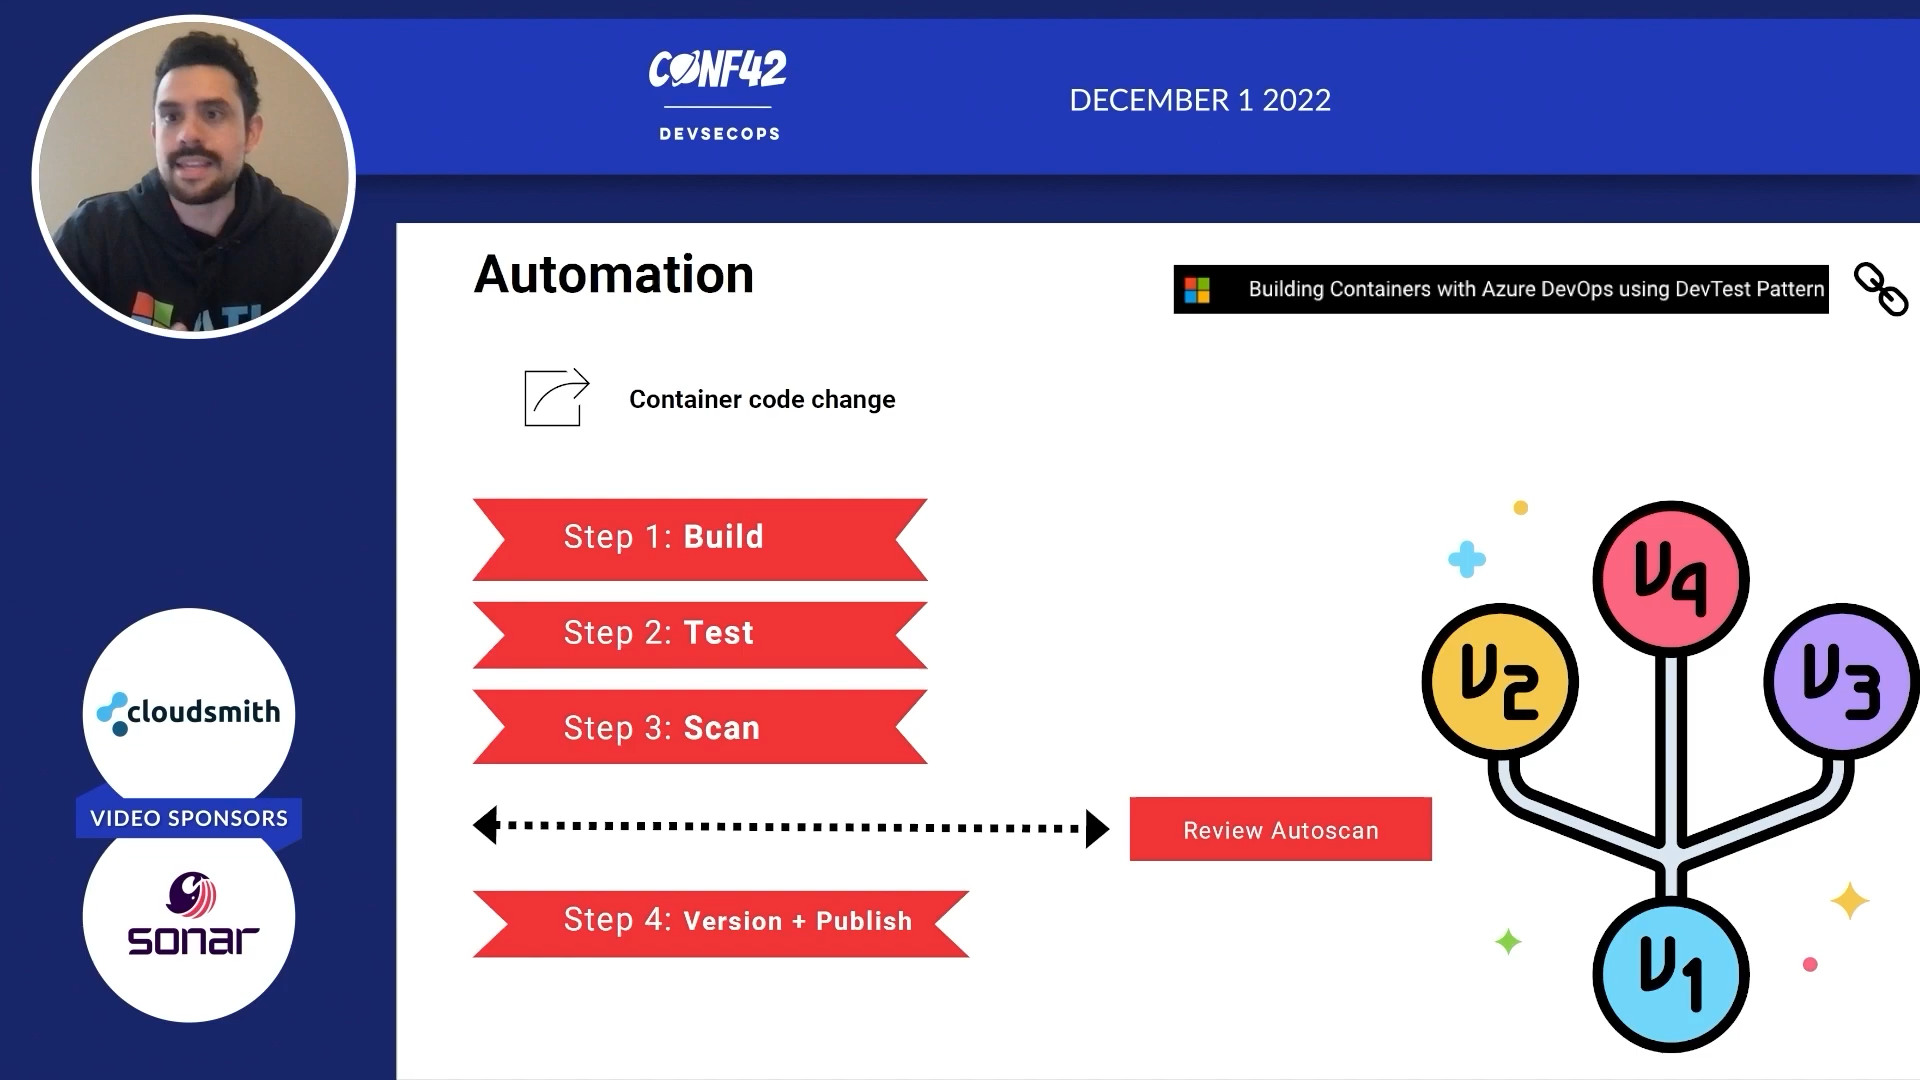 CONF42
DEVSECOPS
DECEMBER 1 2022
Automation
Building Containers with Azure DevOps using DevTest Pattern
Container code change
Step 1: Build
Step 2: Test
Step 3: Scan
Review Autoscan
Step 4: Version + Publish
V4
V2
V3
V1
cloudsmith
VIDEO SPONSORS
sonar